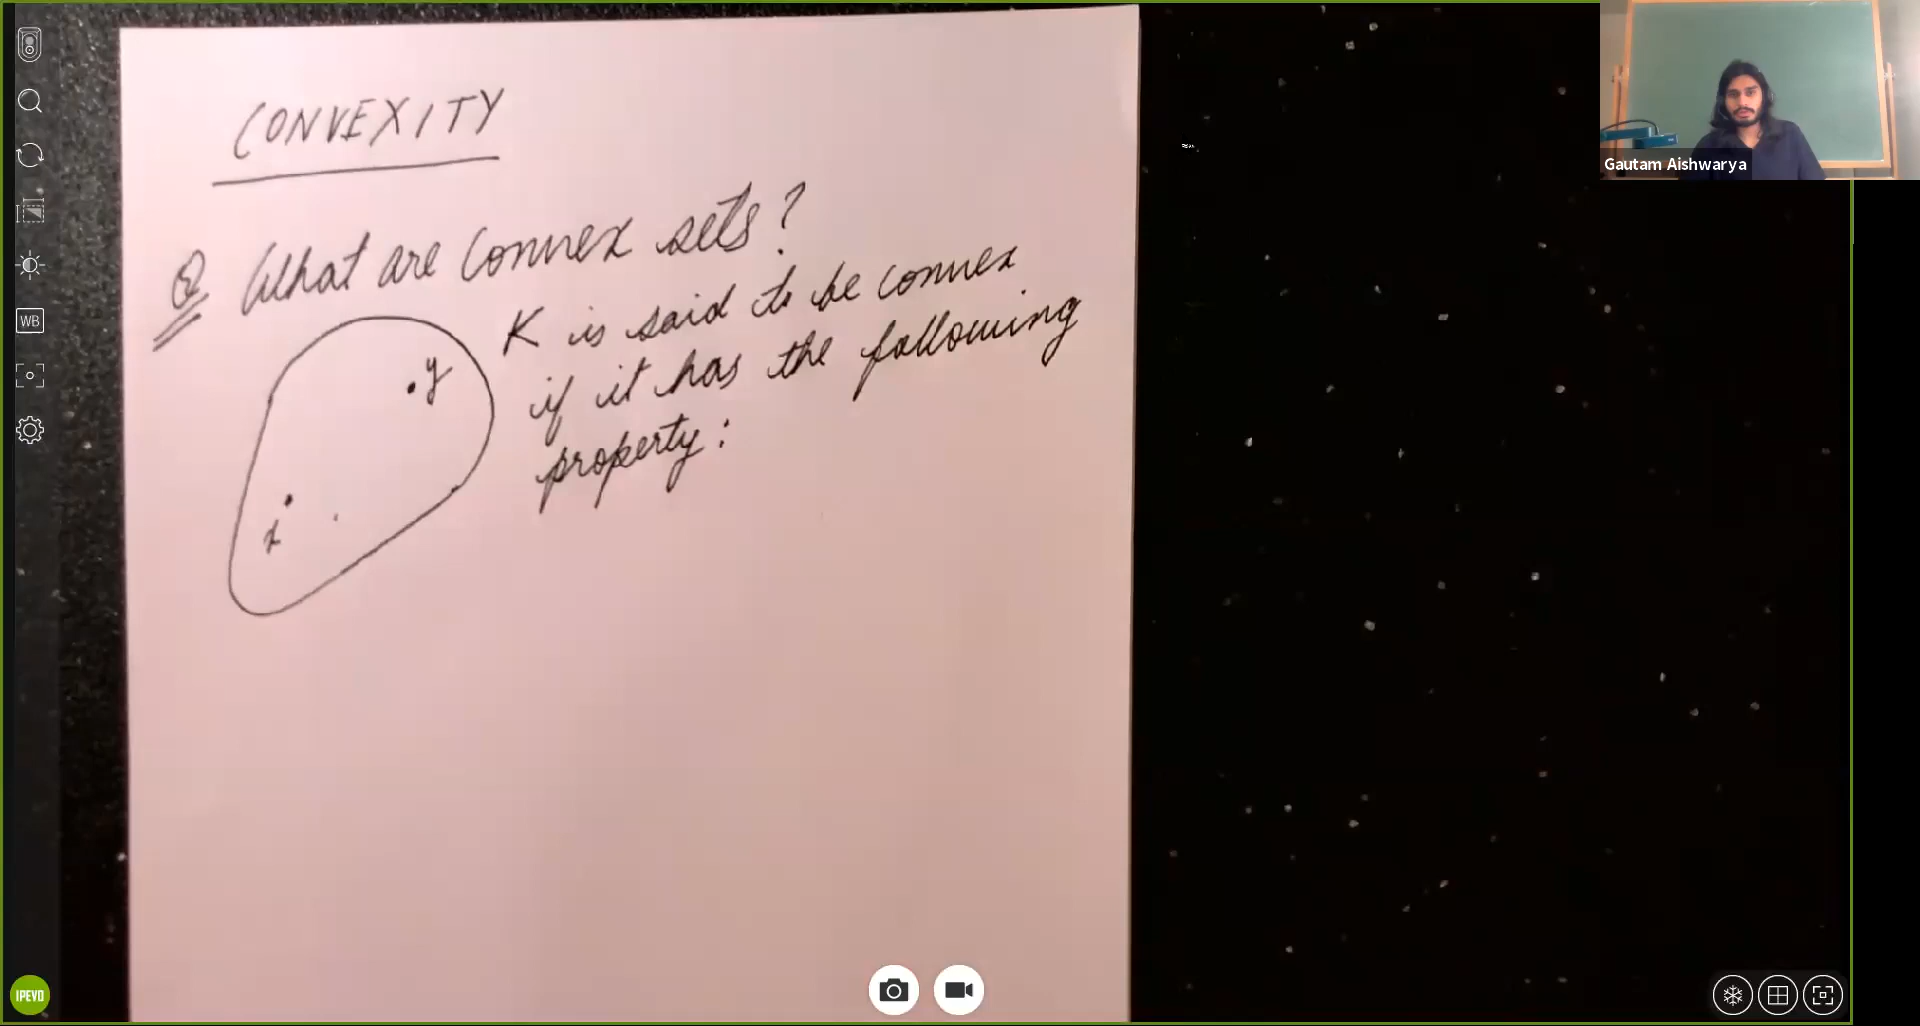 CONVEXITY
Q What are convex sets?
K is said to be convex
if it has the following
property:
y
x
Gautam Aishwarya
WB
IPEVO